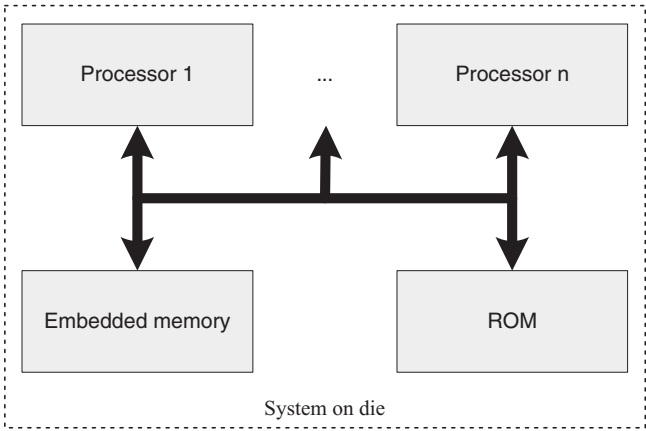 Processor 1
...
Processor n
Embedded memory
ROM
System on die